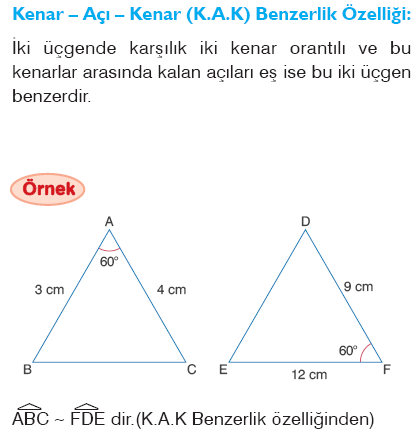 Kenar – Açı – Kenar (K.A.K) Benzerlik Özelliği:
İki üçgende karşılık iki kenar orantılı ve bu
kenarlar arasında kalan açıları eş ise bu iki üçgen
benzerdir.
Örnek
A
60°
3 cm
4 cm
B
C
D
9 cm
60°
E
12 cm
F
ABC ~ FDE dir.(K.A.K Benzerlik özelliğinden)